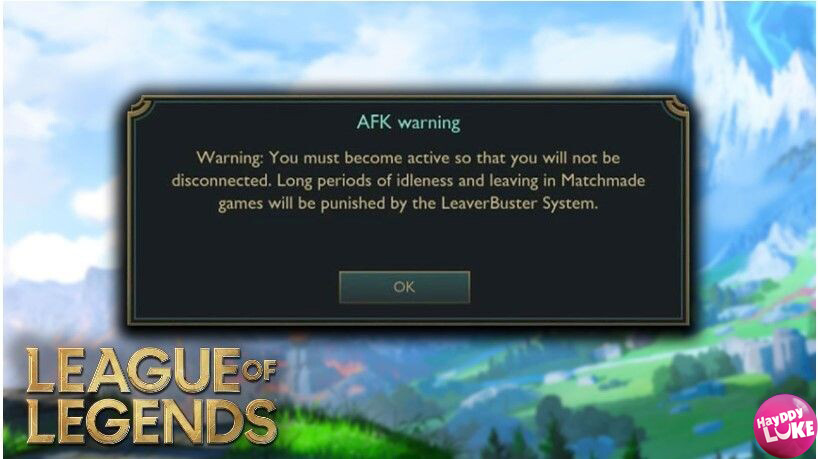 AFK warning
Warning: You must become active so that you will not be
disconnected. Long periods of idleness and leaving in Matchmade
games will be punished by the LeaverBuster System.
OK
LEAGUE OF
LEGENDS
HayppY
LUKE